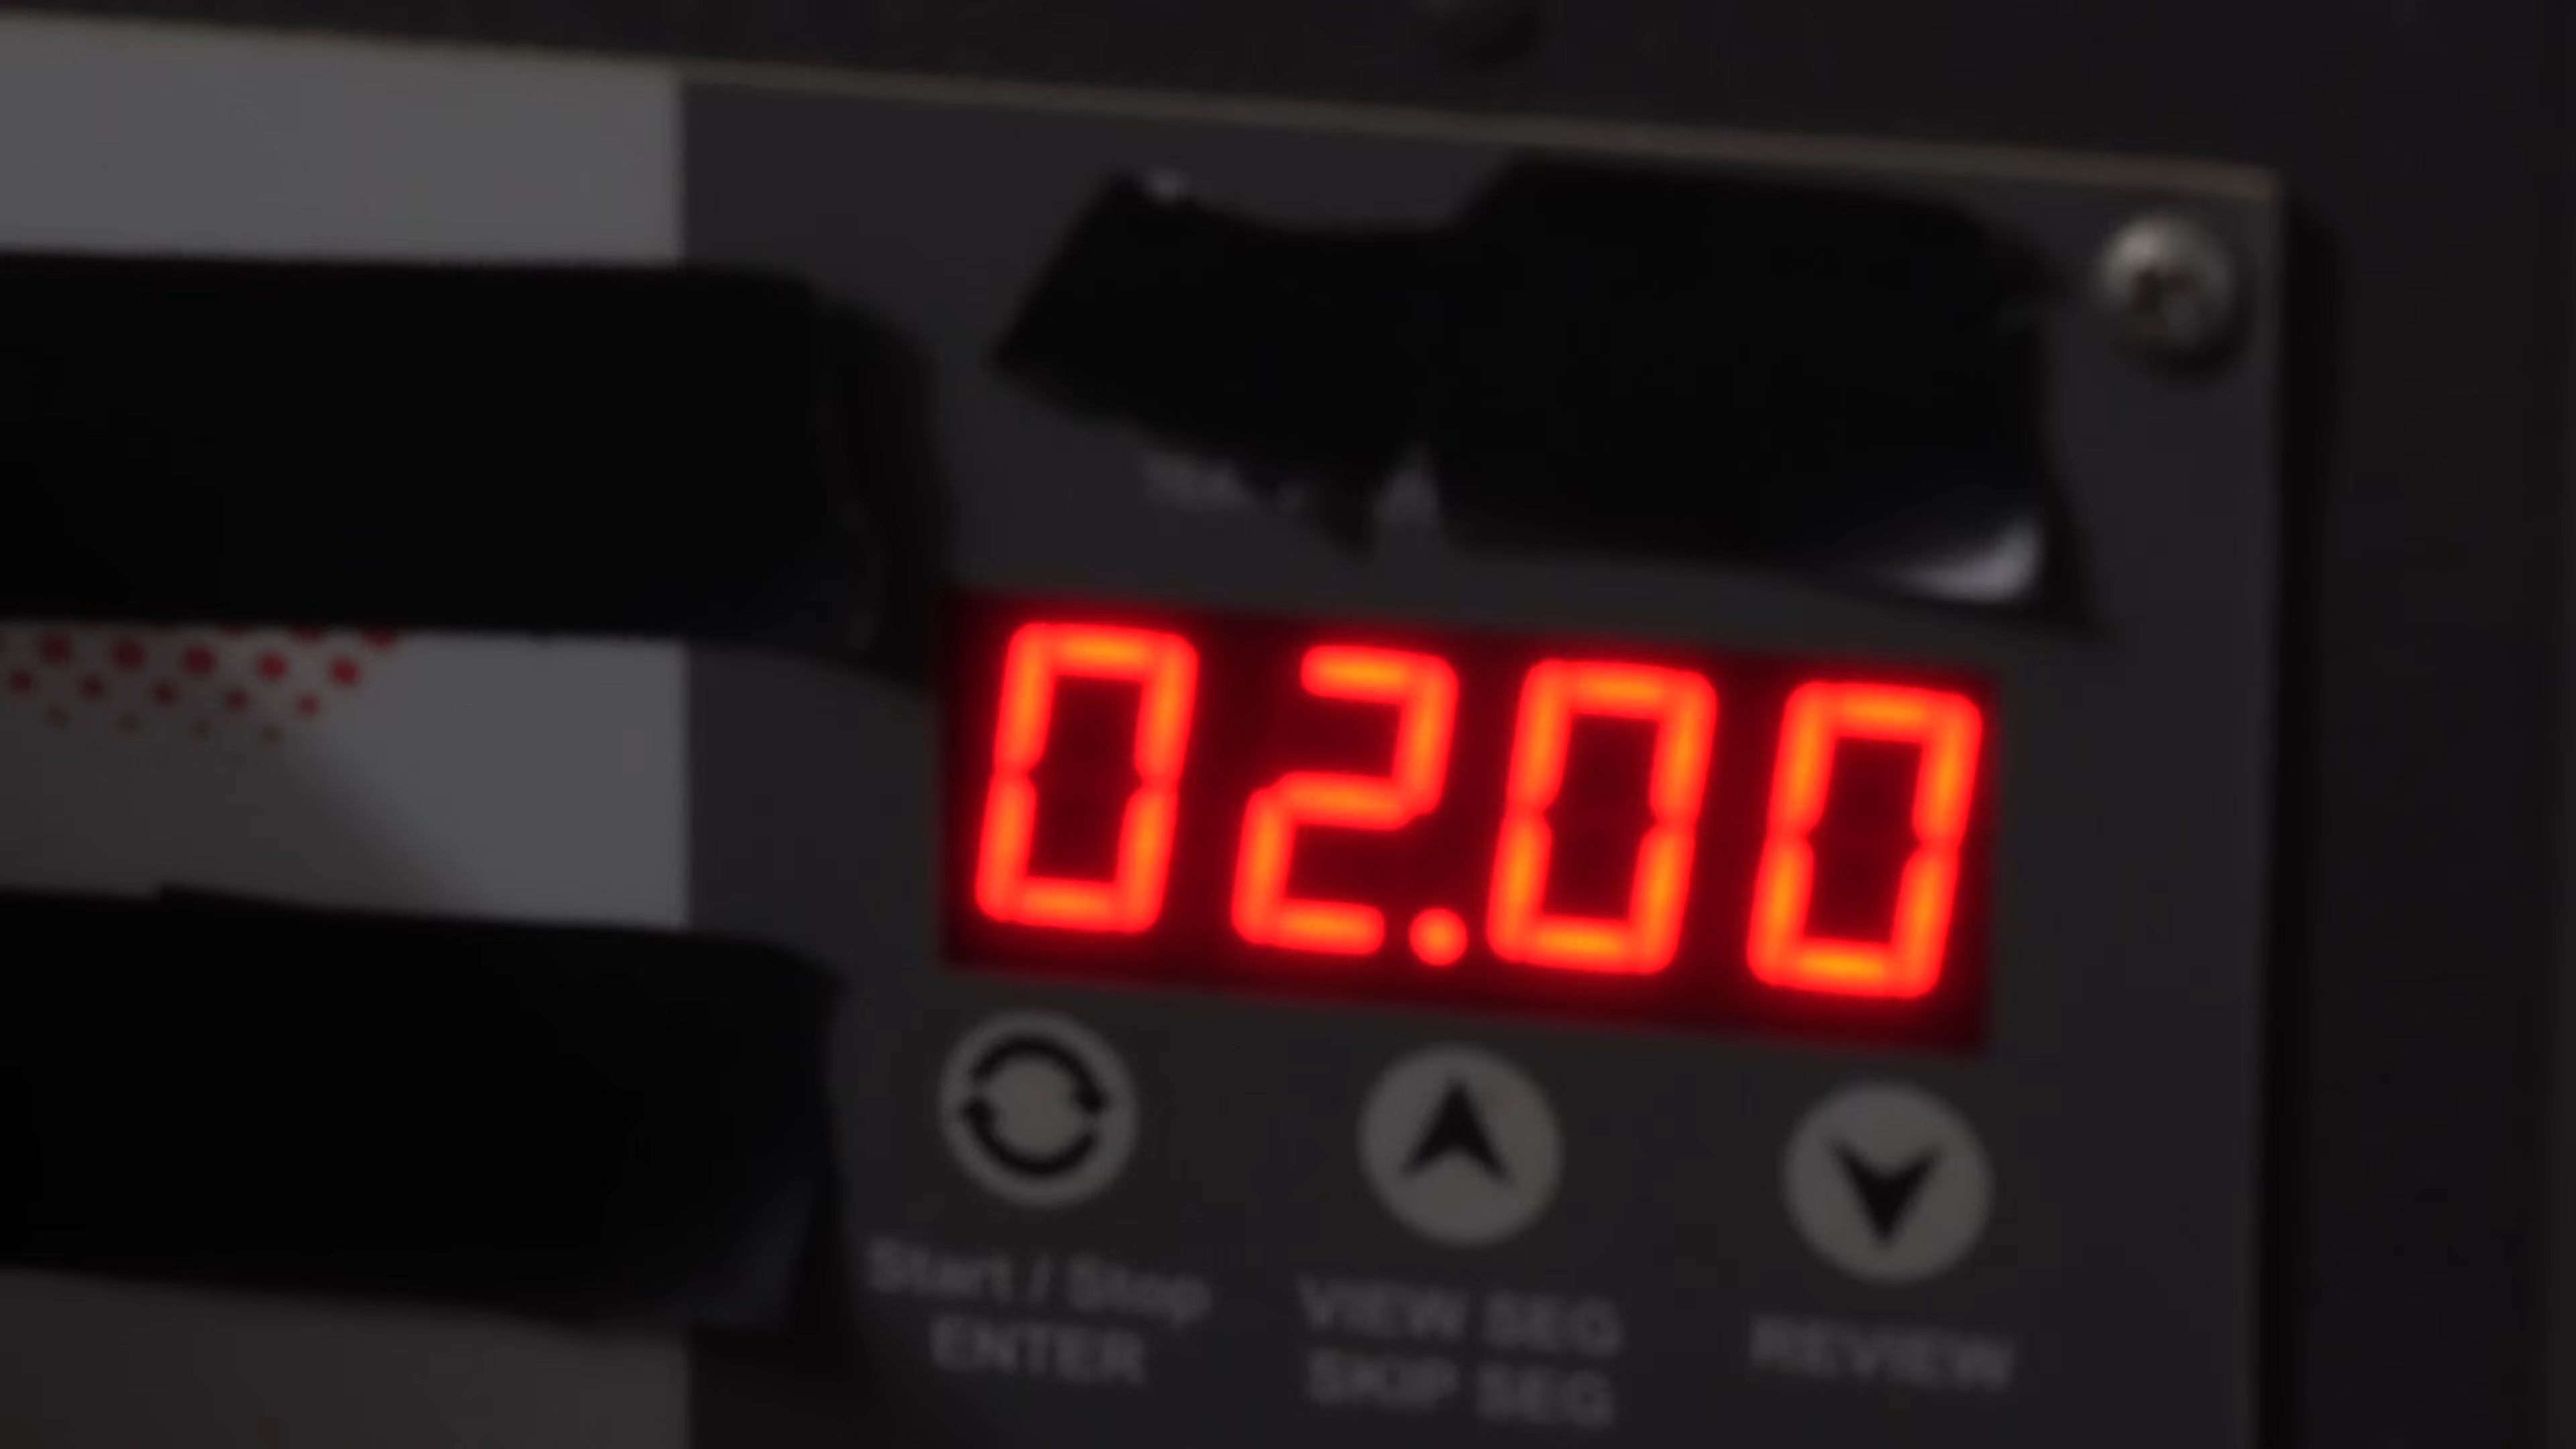 02.00
Start / Stop
ENTER
VIEW SEG
SKIP SEG
REVIEW